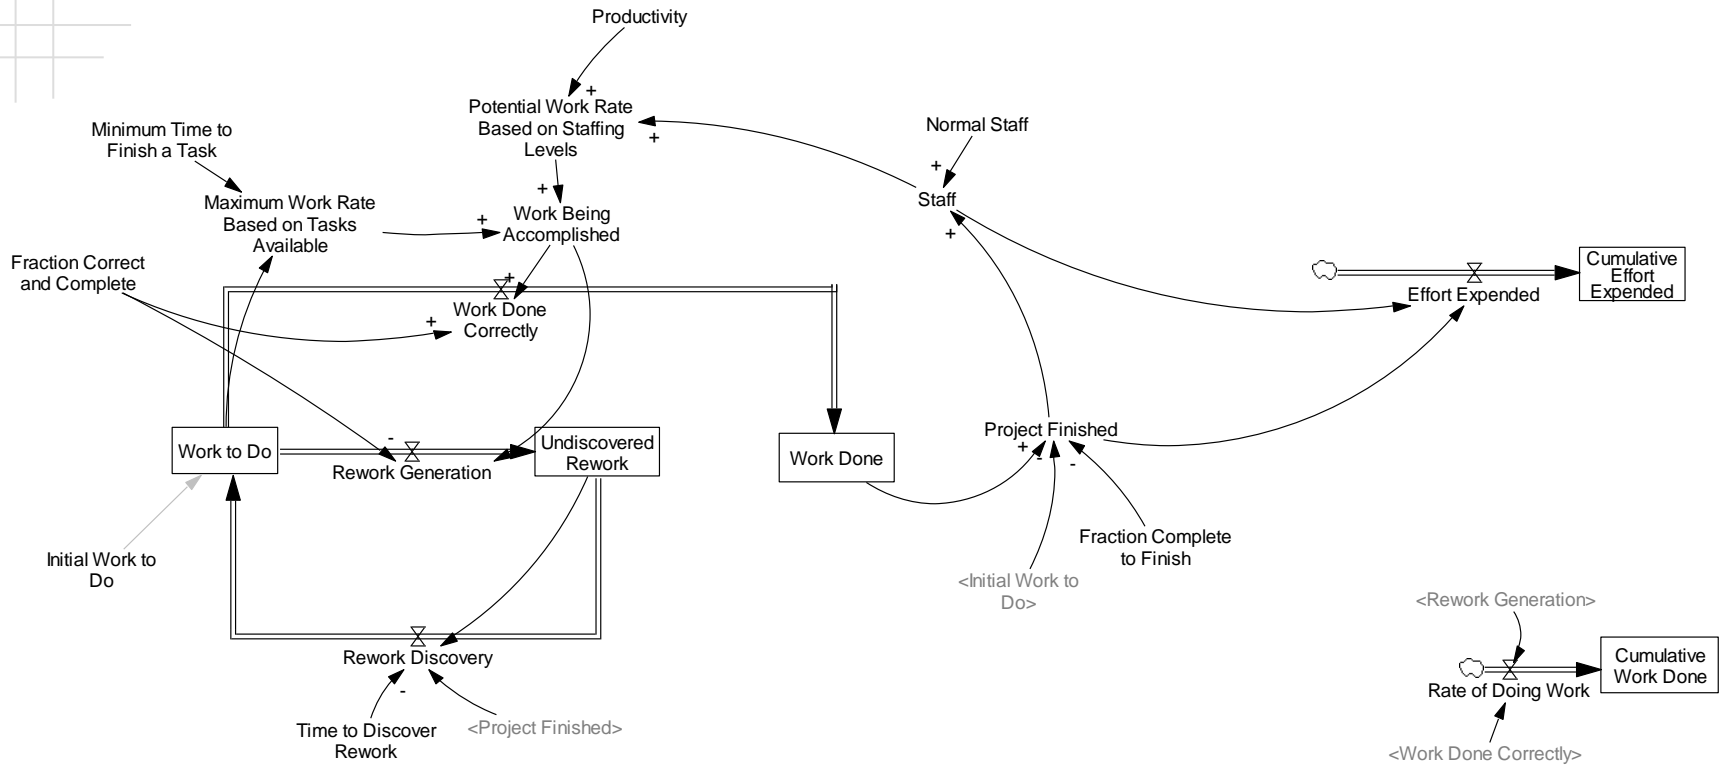 Productivity
+
Potential Work Rate
Based on Staffing
Levels
+
Minimum Time to
Finish a Task
Normal Staff
+
Staff
+
Maximum Work Rate
Based on Tasks
Available
+
+
Work Being
Accomplished
Fraction Correct
and Complete
+
Work Done
Correctly
+
Cumulative
Effort
Expended
Effort Expended
Work to Do
-
Rework Generation
Undiscovered
Rework
Work Done
Project Finished
+
-
-
Initial Work to
Do
Fraction Complete
to Finish
<Initial Work to
Do>
<Rework Generation>
Rework Discovery
-
Time to Discover
Rework
<Project Finished>
Cumulative
Work Done
Rate of Doing Work
<Work Done Correctly>